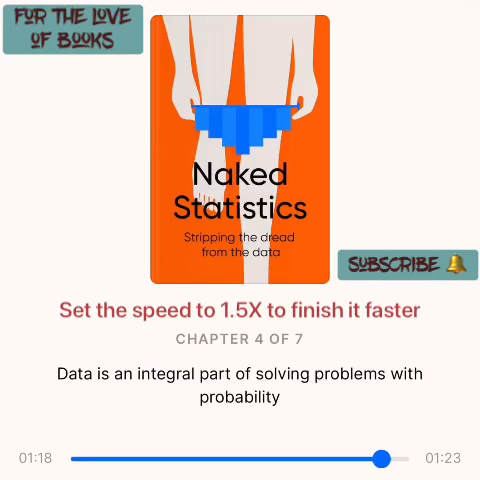 FOR THE LOVE
OF BOOKS
Naked
Statistics
Stripping the dread
from the data
SUBSCRIBE
Set the speed to 1.5X to finish it faster
CHAPTER 4 OF 7
Data is an integral part of solving problems with
probability
01:18
01:23